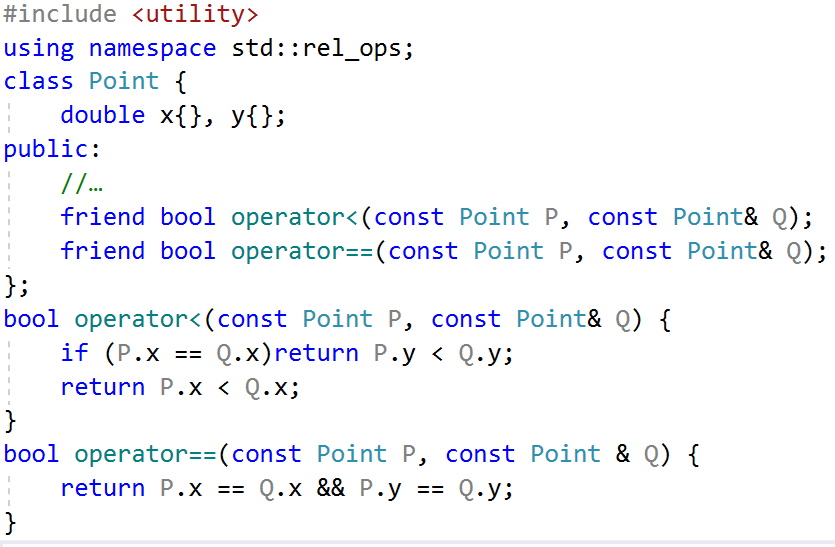 #include <utility>
using namespace std::rel_ops;
class Point {
    double x{}, y{};
public:
    //…
    friend bool operator<(const Point P, const Point& Q);
    friend bool operator==(const Point P, const Point& Q);
};
bool operator<(const Point P, const Point& Q) {
    if (P.x == Q.x)return P.y < Q.y;
    return P.x < Q.x;
}
bool operator==(const Point P, const Point & Q) {
    return P.x == Q.x && P.y == Q.y;
}